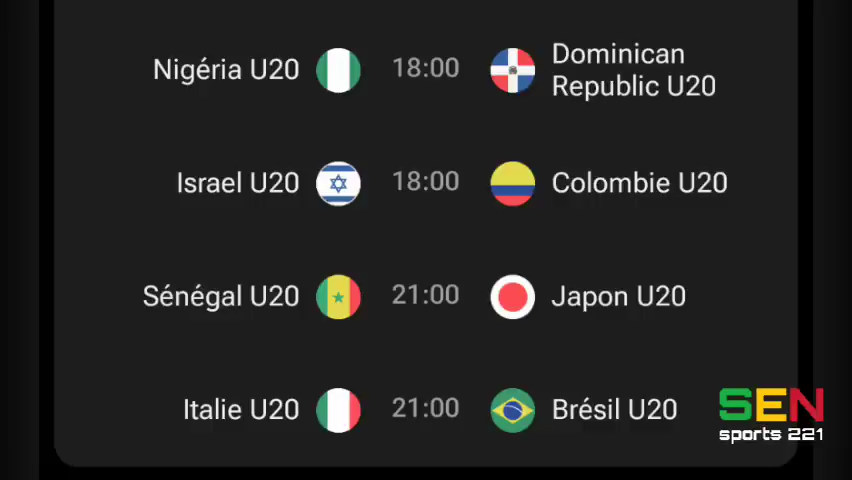 Nigéria U20 18:00 Dominican
Republic U20
Israel U20 18:00 Colombie U20
Sénégal U20 21:00 Japon U20
Italie U20 21:00 Brésil U20
SEN
sports 221